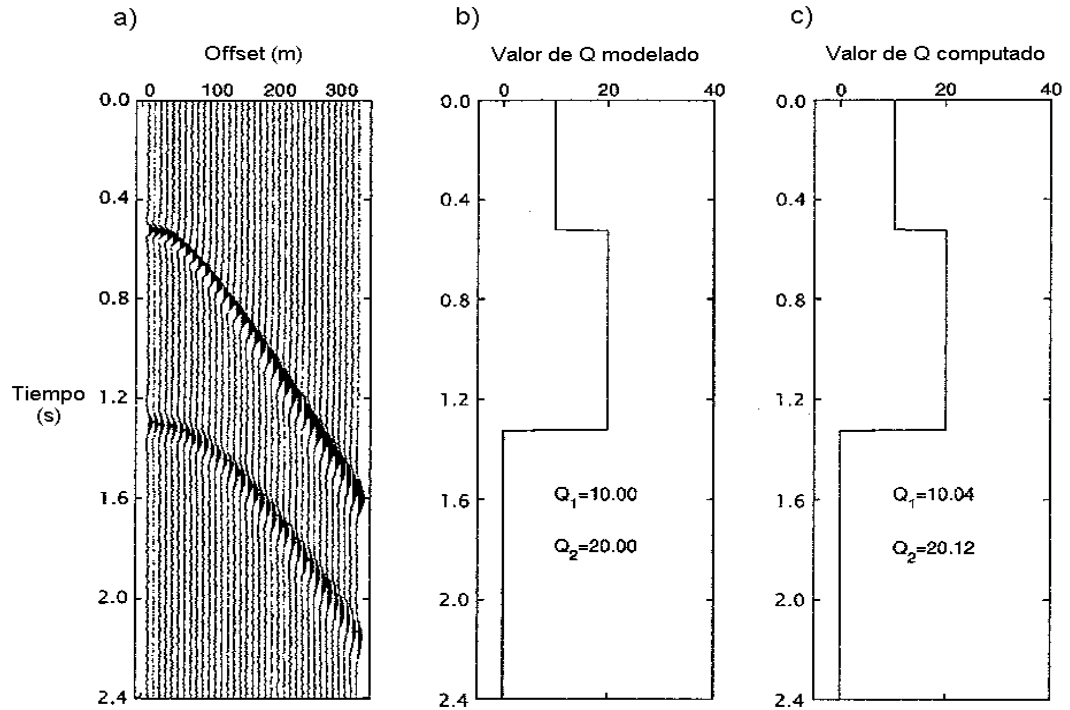 a)
Offset (m)
0 100 200 300
0.0
0.4
0.8
1.2
1.6
2.0
2.4
Tiempo
(s)
b)
Valor de Q modelado
0 20 40
0.0
0.4
0.8
1.2
1.6
2.0
2.4
Q1=10.00
Q2=20.00
c)
Valor de Q computado
0 20 40
0.0
0.4
0.8
1.2
1.6
2.0
2.4
Q1=10.04
Q2=20.12